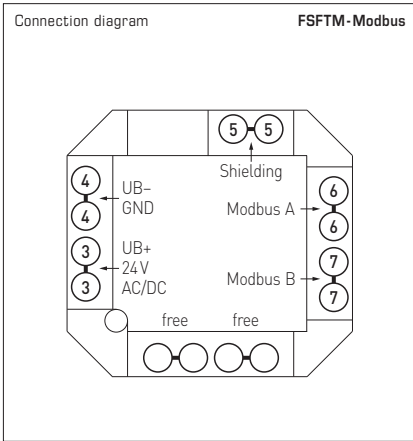 Connection diagram
FSFTM-Modbus
5 5
Shielding
4
4
UB–
GND
3
3
UB+
24 V
AC/DC
6
6
Modbus A
7
7
Modbus B
free free